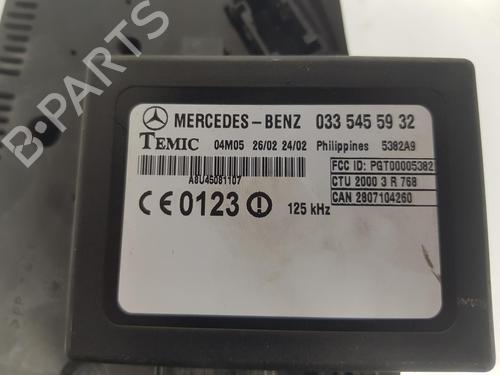 MERCEDES-BENZ 033 545 59 32
TEMIC 04M05 26/02 24/02 Philippines 5382A9
FCC ID: PGT00005382
CTU 2000 3 R 768
CAN 2807104260
A8U45081107
CE 0123 125 kHz
B-PARTS